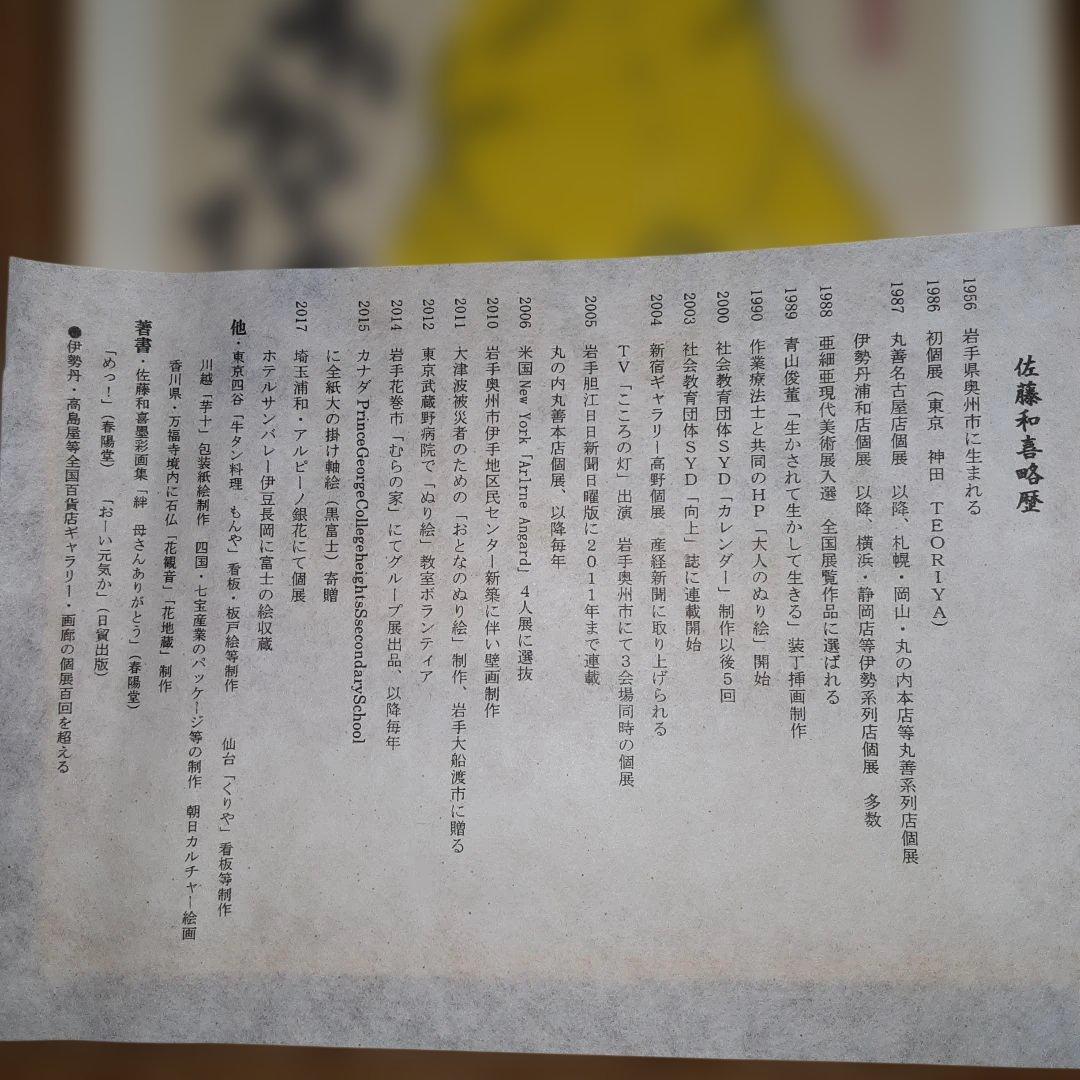 佐藤和喜略歴
1956 岩手県奥州市に生まれる
1986 初個展（東京 神田 TEORIYA）
1987 丸善名古屋店個展 以降、札幌・岡山・丸の内本店等丸善系列店個展
伊勢丹浦和店個展 以降、横浜・静岡店等伊勢系列店個展 多数
1988 亜細亜現代美術展入選 全国展覧作品に選ばれる
1989 青山俊董「生かされて生かして生きる」装丁挿画制作
1990 作業療法士と共同のHP「大人のぬり絵」開始
2000 社会教育団体SYD「カレンダー」制作以後5回
2003 社会教育団体SYD「向上」誌に連載開始
2004 新宿ギャラリー高野個展 産経新聞に取り上げられる
TV「こころの灯」出演 岩手奥州市にて3会場同時の個展
2005 岩手胆江日日新聞日曜版に2011年まで連載
丸の内丸善本店個展、以降毎年
2006 米国New York「Arlrne Angard」4人展に選抜
2010 岩手奥州市伊手地区民センター新築に伴い壁画制作
2011 大津波被災者のための「おとなのぬり絵」制作、岩手大船渡市に贈る
2012 東京武蔵野病院で「ぬり絵」教室ボランティア
2014 岩手花巻市「むらの家」にてグループ展出品、以降毎年
2015 カナダPrinceGeorgeCollegeheightsSsecondarySchool
に全紙大の掛け軸絵（黒富士）寄贈
2017 埼玉浦和・アルピーノ銀花にて個展
ホテルサンバレー伊豆長岡に富士の絵収蔵
他・東京四谷「牛タン料理 もんや」看板・板戸絵等制作 仙台「くりや」看板等制作
川越「芋十」包装紙絵制作 四国・七宝産業のパッケージ等の制作 朝日カルチャー絵画
香川県・万福寺境内に石仏「花観音」「花地蔵」制作
著書・佐藤和喜墨彩画集「絆 母さんありがとう」（春陽堂）
「めっ！」（春陽堂） 「おーい元気か」（日貿出版）
●伊勢丹・高島屋等全国百貨店ギャラリー・画廊の個展百回を超える